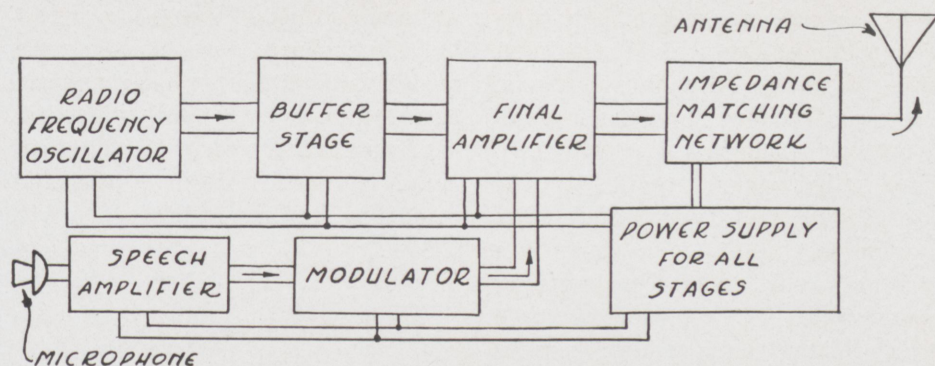 ANTENNA
RADIO
FREQUENCY
OSCILLATOR
BUFFER
STAGE
FINAL
AMPLIFIER
IMPEDANCE
MATCHING
NETWORK
SPEECH
AMPLIFIER
MODULATOR
POWER SUPPLY
FOR ALL
STAGES
MICROPHONE